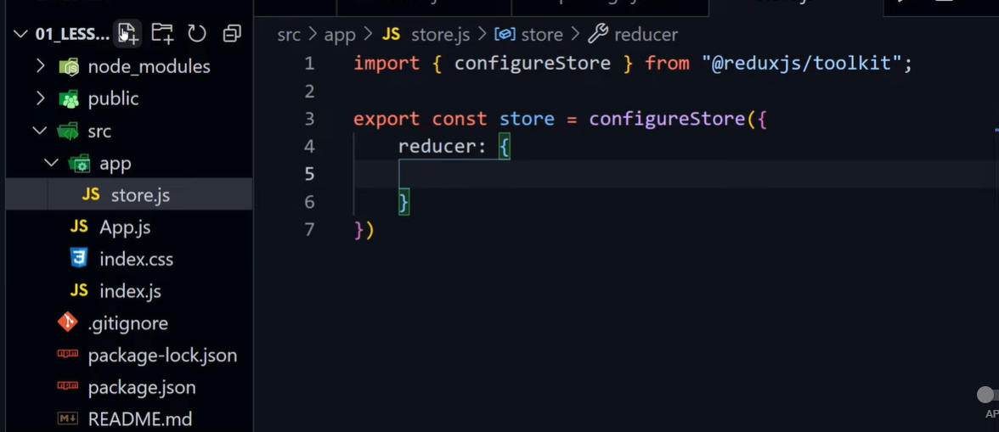 01_LESS...
node_modules
public
src
app
JS store.js
JS App.js
index.css
JS index.js
.gitignore
package-lock.json
package.json
README.md
src > app > JS store.js > store > reducer
1 import { configureStore } from "@reduxjs/toolkit";
2
3 export const store = configureStore({
4 reducer: {
5
6 }
7 })